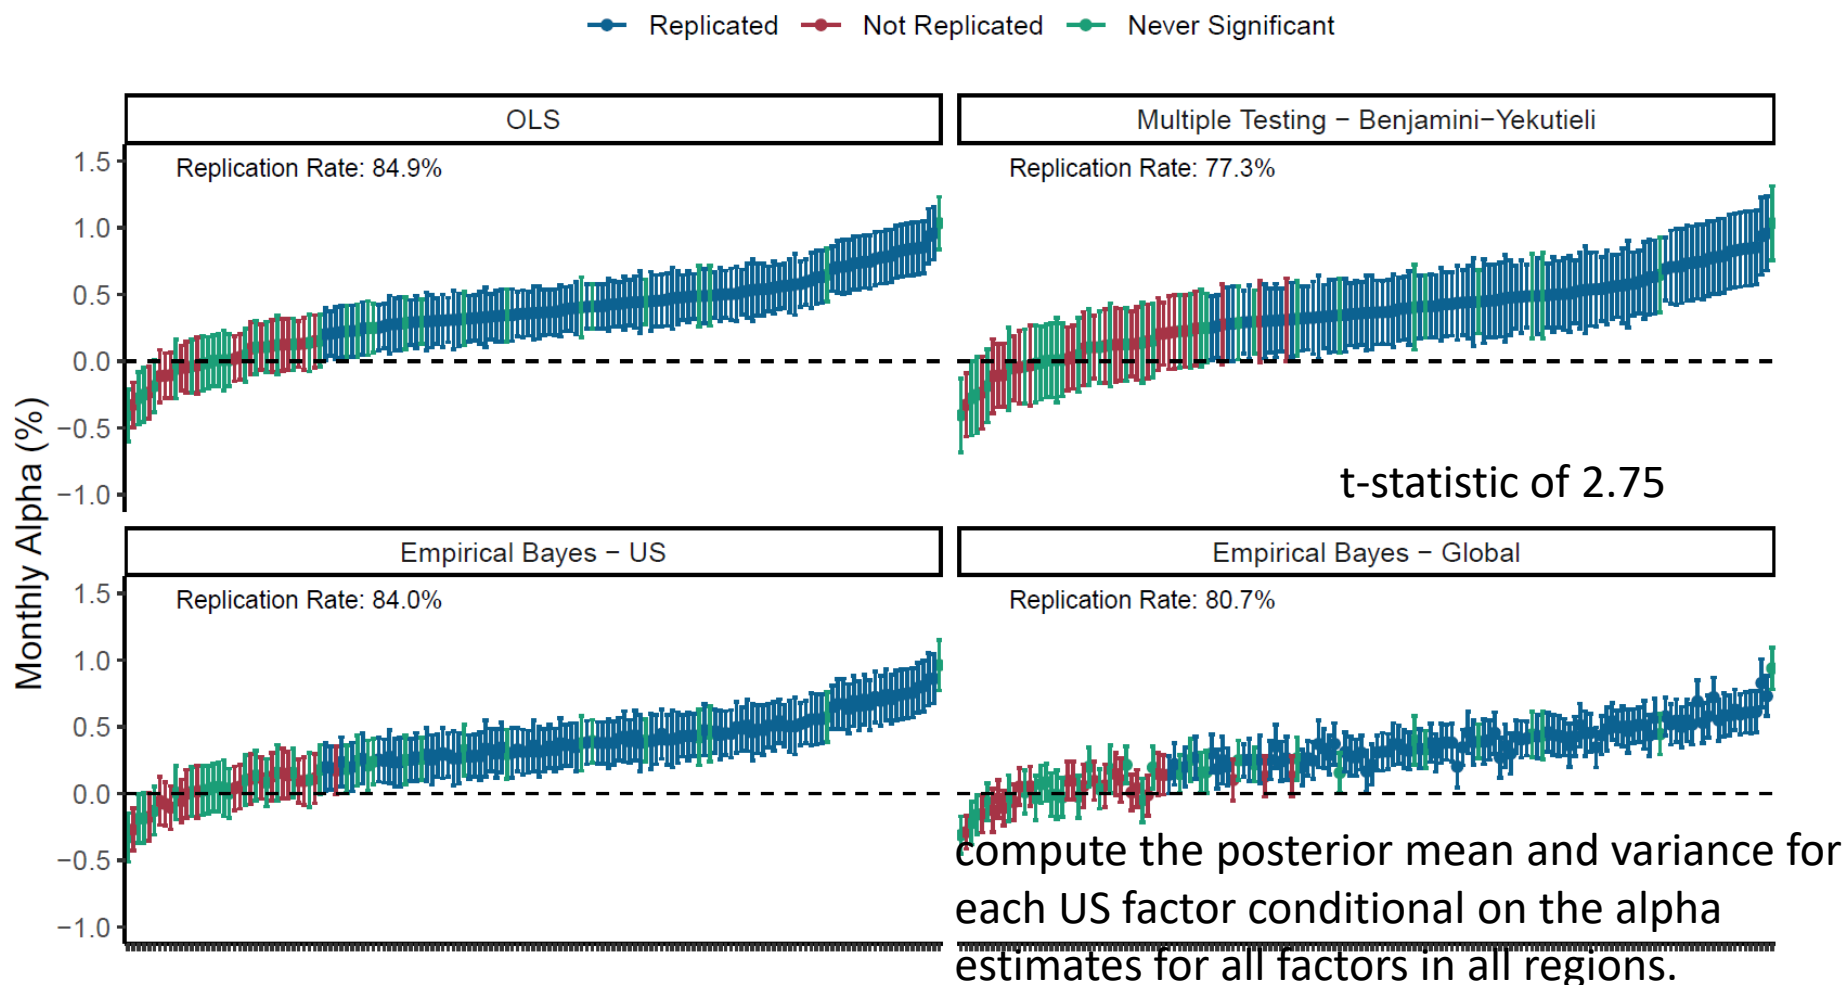 Replicated Not Replicated Never Significant
OLS
Multiple Testing − Benjamini−Yekutieli
Replication Rate: 84.9%
Replication Rate: 77.3%
1.5
1.0
0.5
0.0
−0.5
−1.0
t-statistic of 2.75
Monthly Alpha (%)
Empirical Bayes − US
Empirical Bayes − Global
Replication Rate: 84.0%
Replication Rate: 80.7%
1.5
1.0
0.5
0.0
−0.5
−1.0
compute the posterior mean and variance for
each US factor conditional on the alpha
estimates for all factors in all regions.